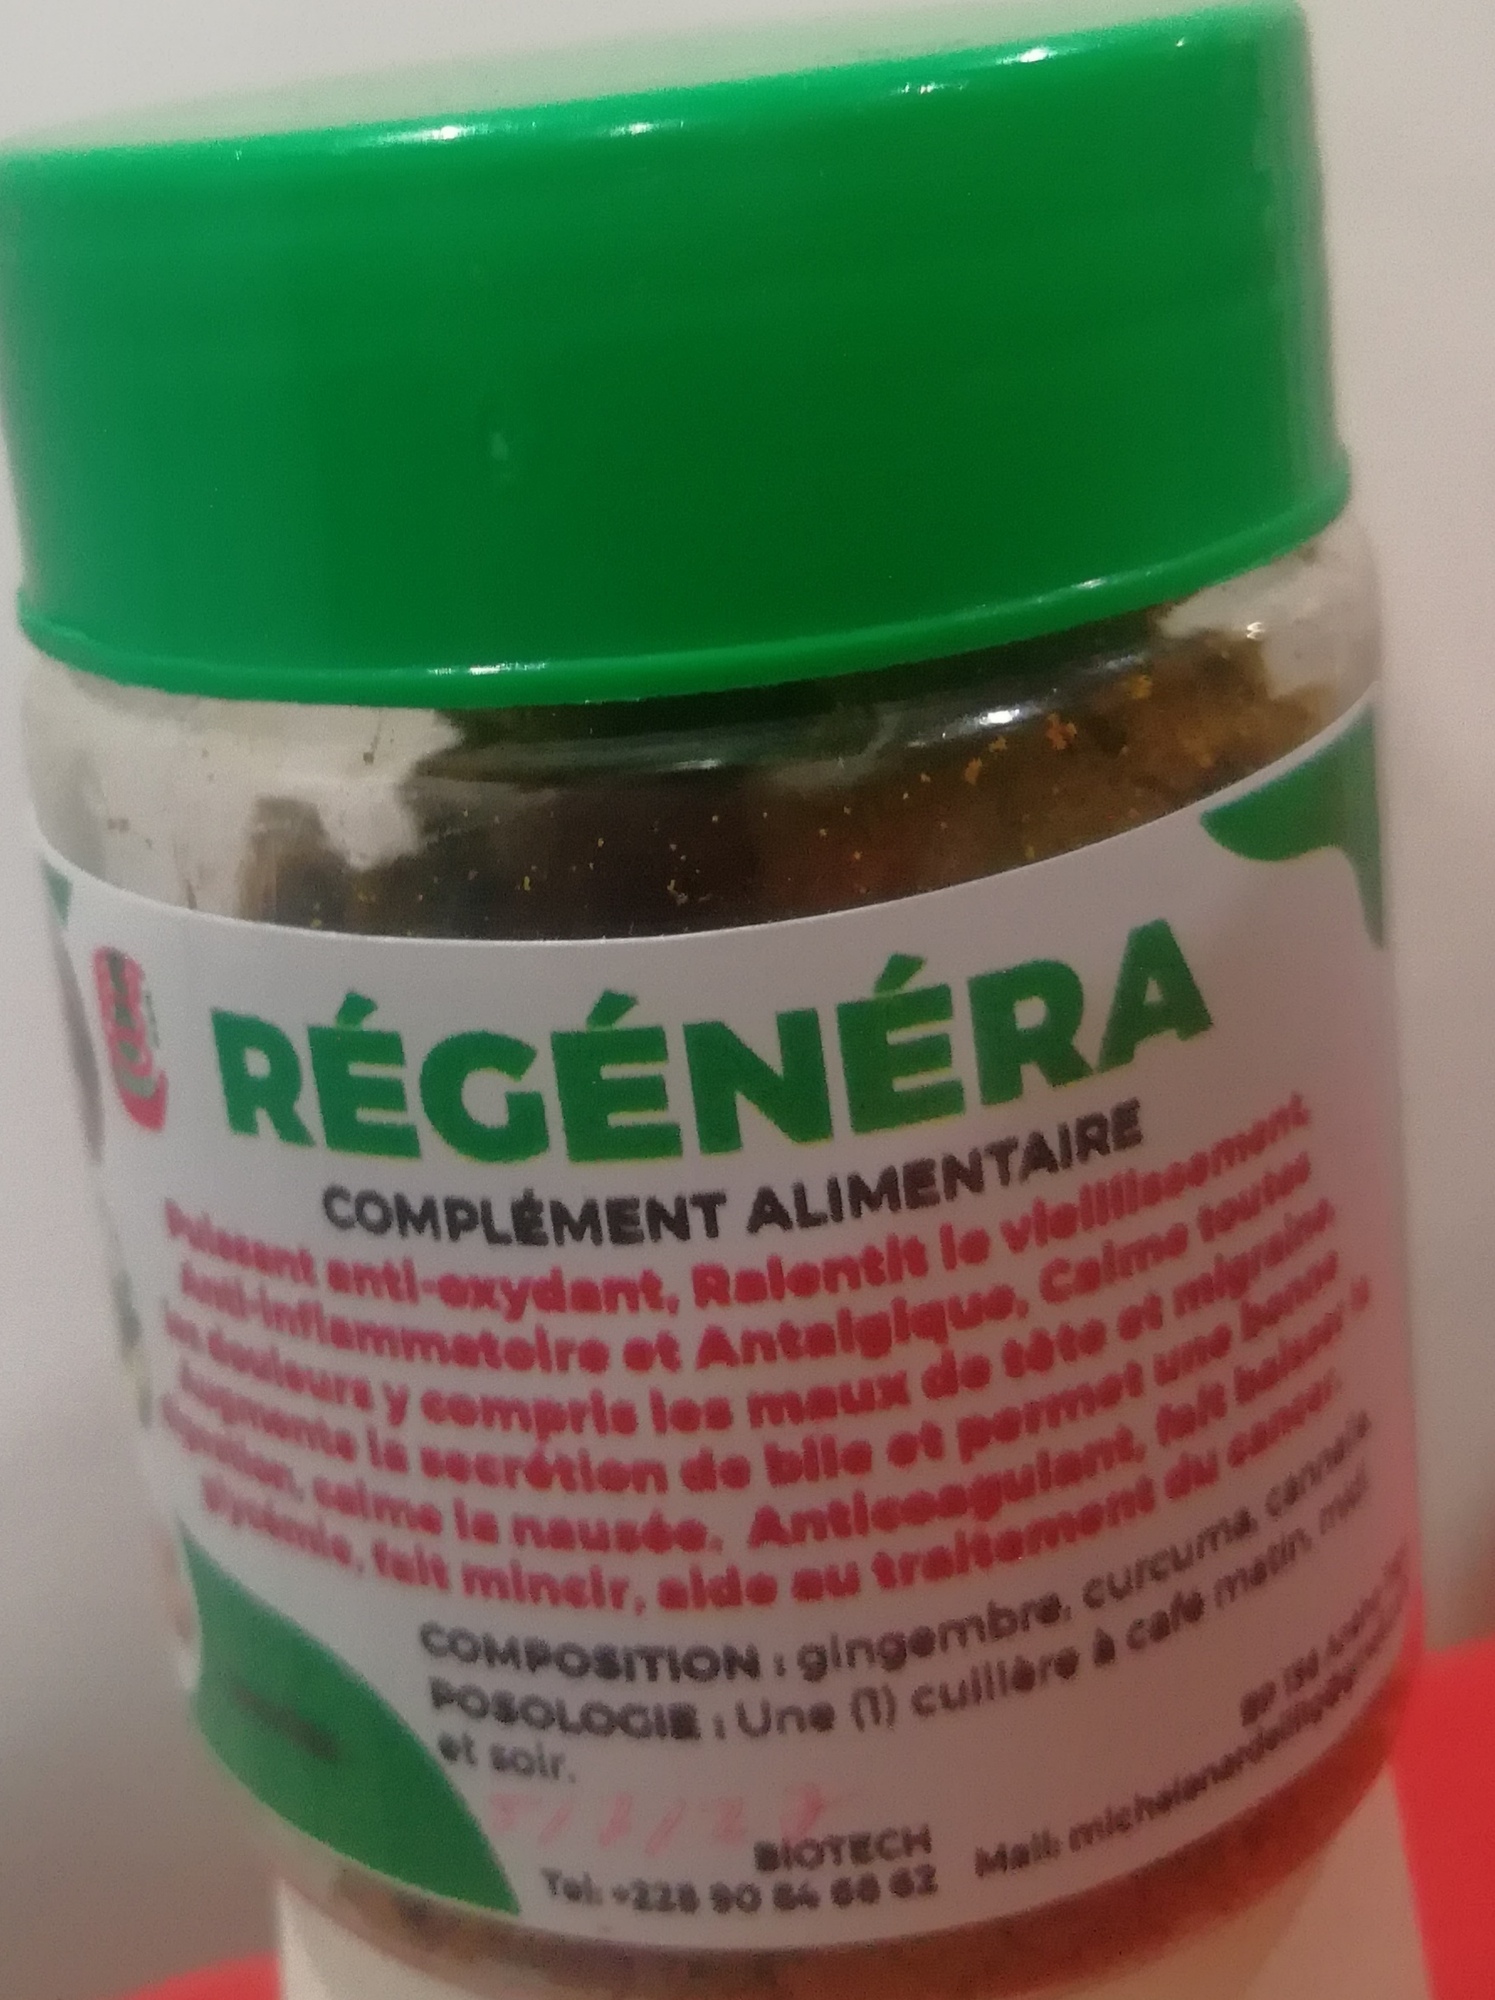 RÉGÉNÉRA
COMPLÉMENT ALIMENTAIRE
Puissant anti-oxydant, Ralentit le vieillissement,
Anti-inflammatoire et Antalgique, Calme toutes
les douleurs y compris les maux de tête et migraine.
Augmente la secrétion de bile et permet une bonne
digestion, calme la nausée. Anticoagulant, fait baisser la
glycémie, fait mincir, aide au traitement du cancer.
COMPOSITION : gingembre, curcuma,
POSOLOGIE : Une (1) cuillière à café matin, midi
et soir.
BIOTECH
Tel: +228 90 84 68 62
Mail: